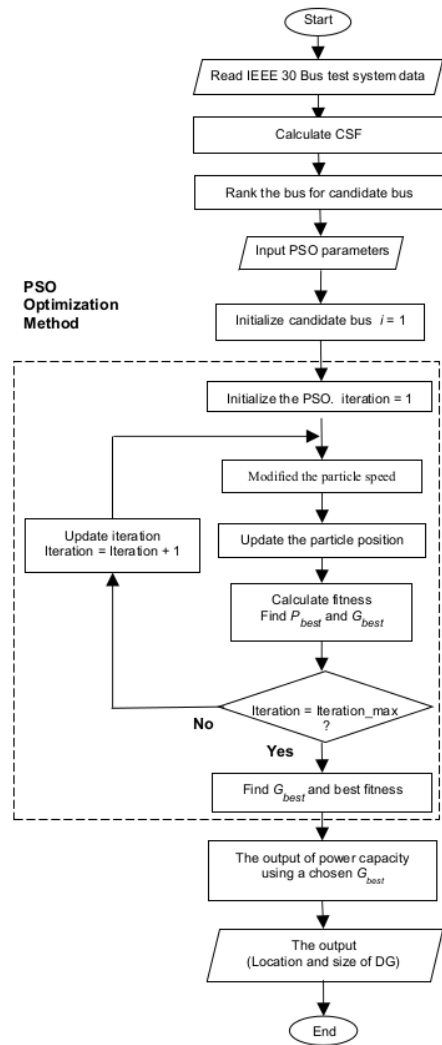 Start
Read IEEE 30 Bus test system data
Calculate CSF
Rank the bus for candidate bus
Input PSO parameters
PSO
Optimization
Method
Initialize candidate bus i = 1
Initialize the PSO. iteration = 1
Modified the particle speed
Update iteration
Iteration = Iteration + 1
Update the particle position
Calculate fitness
Find Pbest and Gbest
Iteration = Iteration_max
?
No
Yes
Find Gbest and best fitness
The output of power capacity
using a chosen Gbest
The output
(Location and size of DG)
End